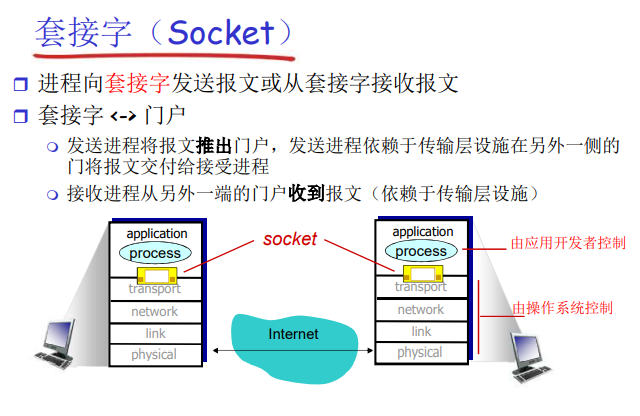 套接字（Socket）
进程向套接字发送报文或从套接字接收报文
套接字 <-> 门户
发送进程将报文推出门户，发送进程依赖于传输层设施在另外一侧的
门将报文交付给接受进程
接收进程从另外一端的门户收到报文（依赖于传输层设施）
application
process
transport
network
link
physical
socket
Internet
application
process
transport
network
link
physical
由应用开发者控制
由操作系统控制